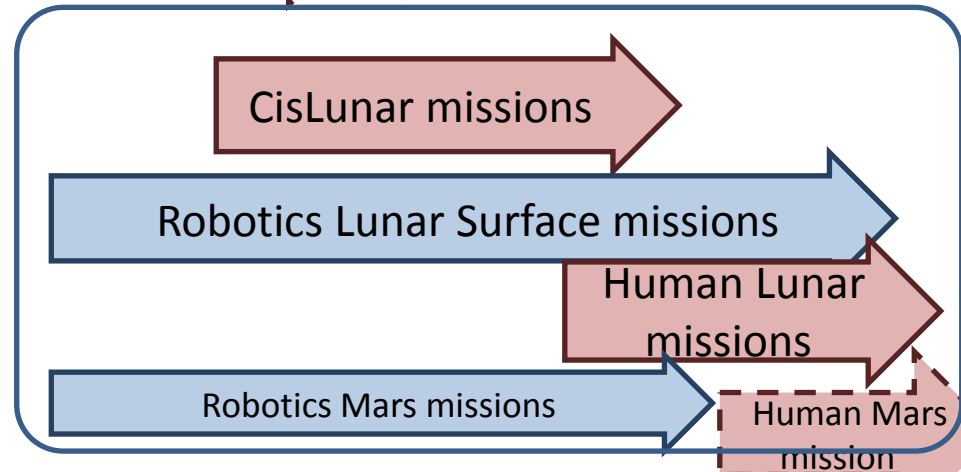 CisLunar missions
Robotics Lunar Surface missions
Human Lunar
missions
Robotics Mars missions
Human Mars
mission